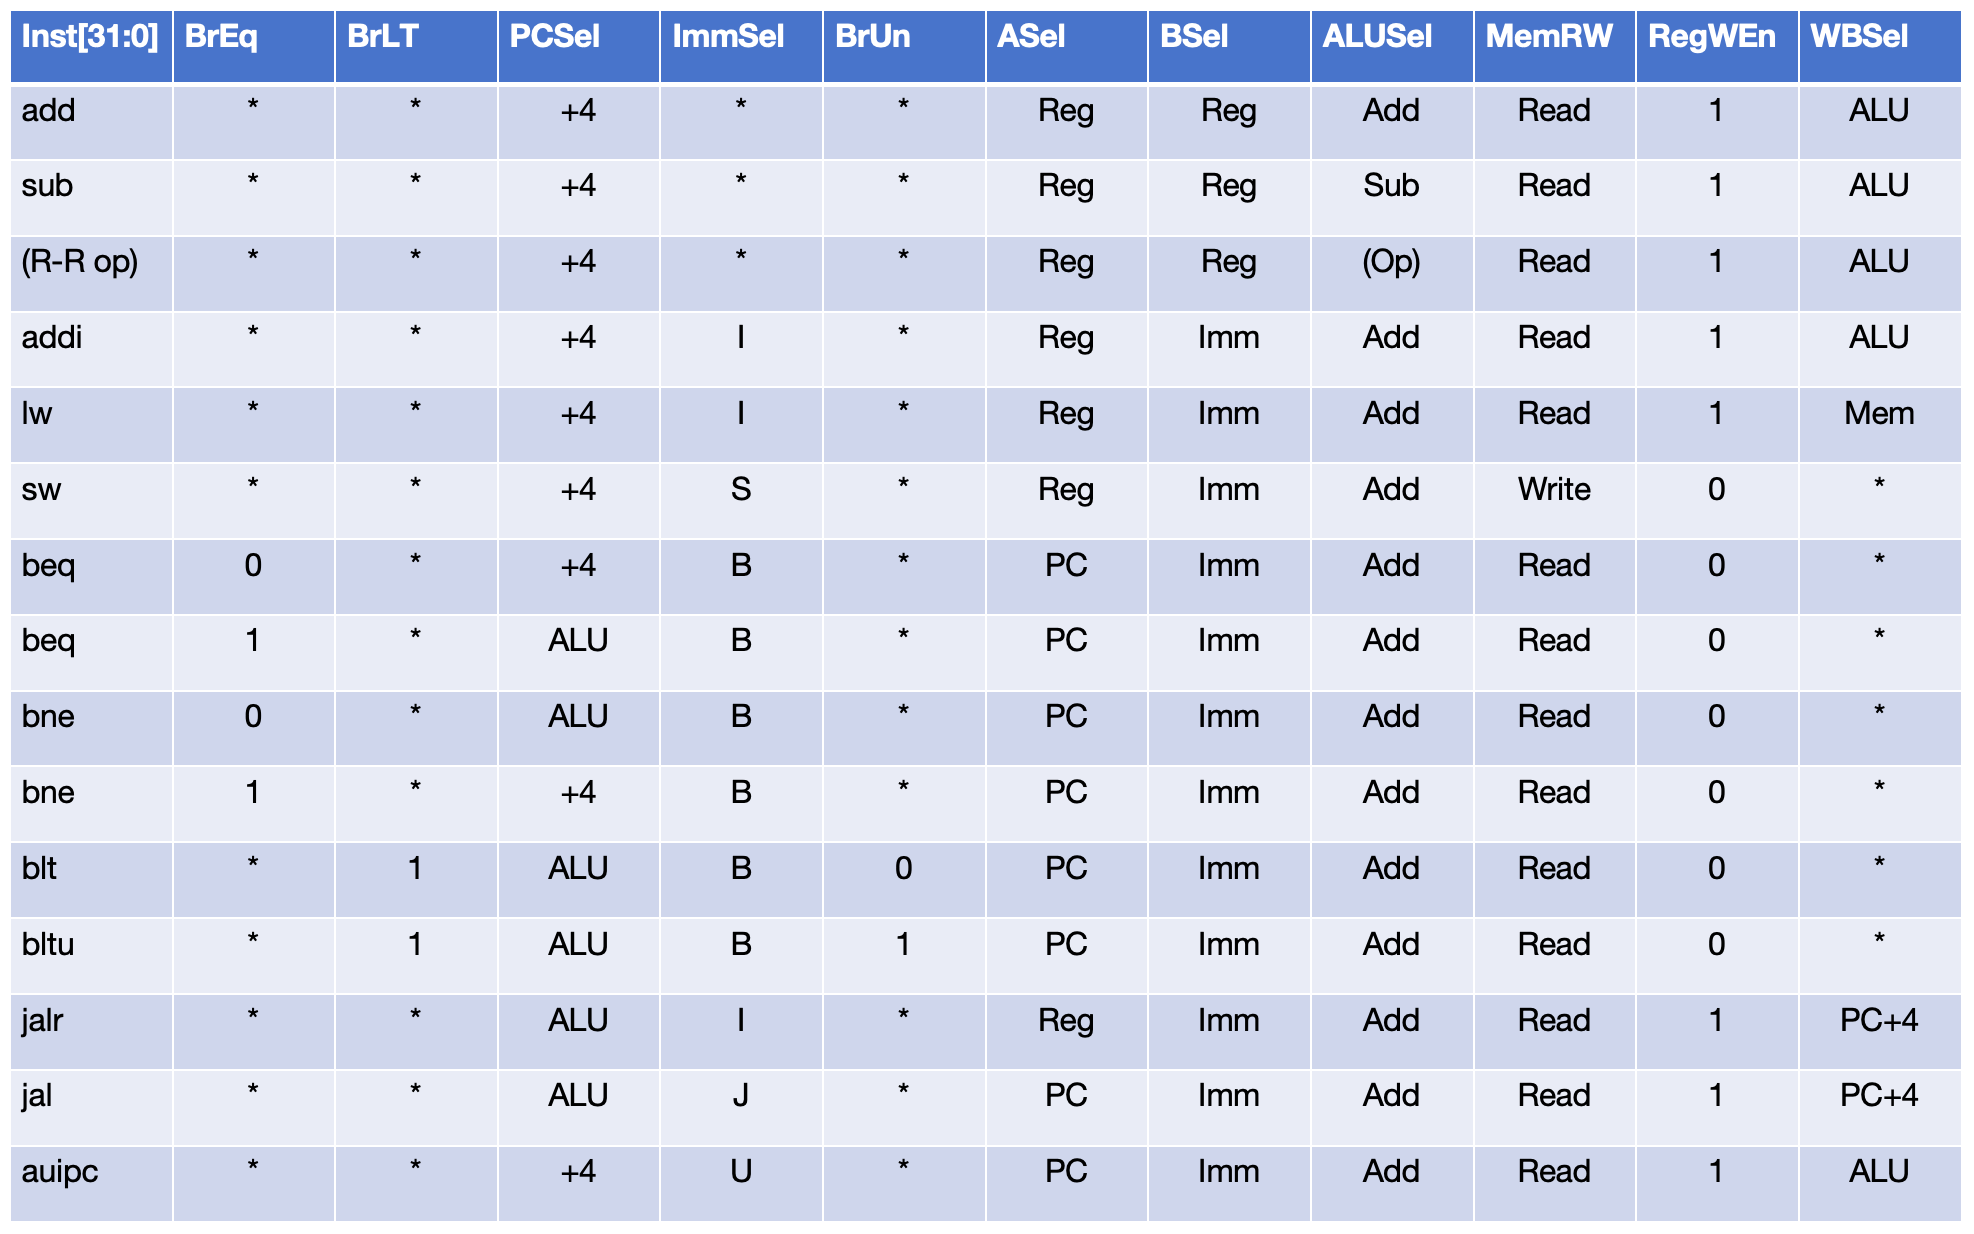 Inst[31:0] BrEq BrLT PCSel ImmSel BrUn ASel BSel ALUSel MemRW RegWEn WBSel
add * * +4 * * Reg Reg Add Read 1 ALU
sub * * +4 * * Reg Reg Sub Read 1 ALU
(R-R op) * * +4 * * Reg Reg (Op) Read 1 ALU
addi * * +4 I * Reg Imm Add Read 1 ALU
lw * * +4 I * Reg Imm Add Read 1 Mem
sw * * +4 S * Reg Imm Add Write 0 *
beq 0 * +4 B * PC Imm Add Read 0 *
beq 1 * ALU B * PC Imm Add Read 0 *
bne 0 * ALU B * PC Imm Add Read 0 *
bne 1 * +4 B * PC Imm Add Read 0 *
blt * 1 ALU B 0 PC Imm Add Read 0 *
bltu * 1 ALU B 1 PC Imm Add Read 0 *
jalr * * ALU I * Reg Imm Add Read 1 PC+4
jal * * ALU J * PC Imm Add Read 1 PC+4
auipc * * +4 U * PC Imm Add Read 1 ALU